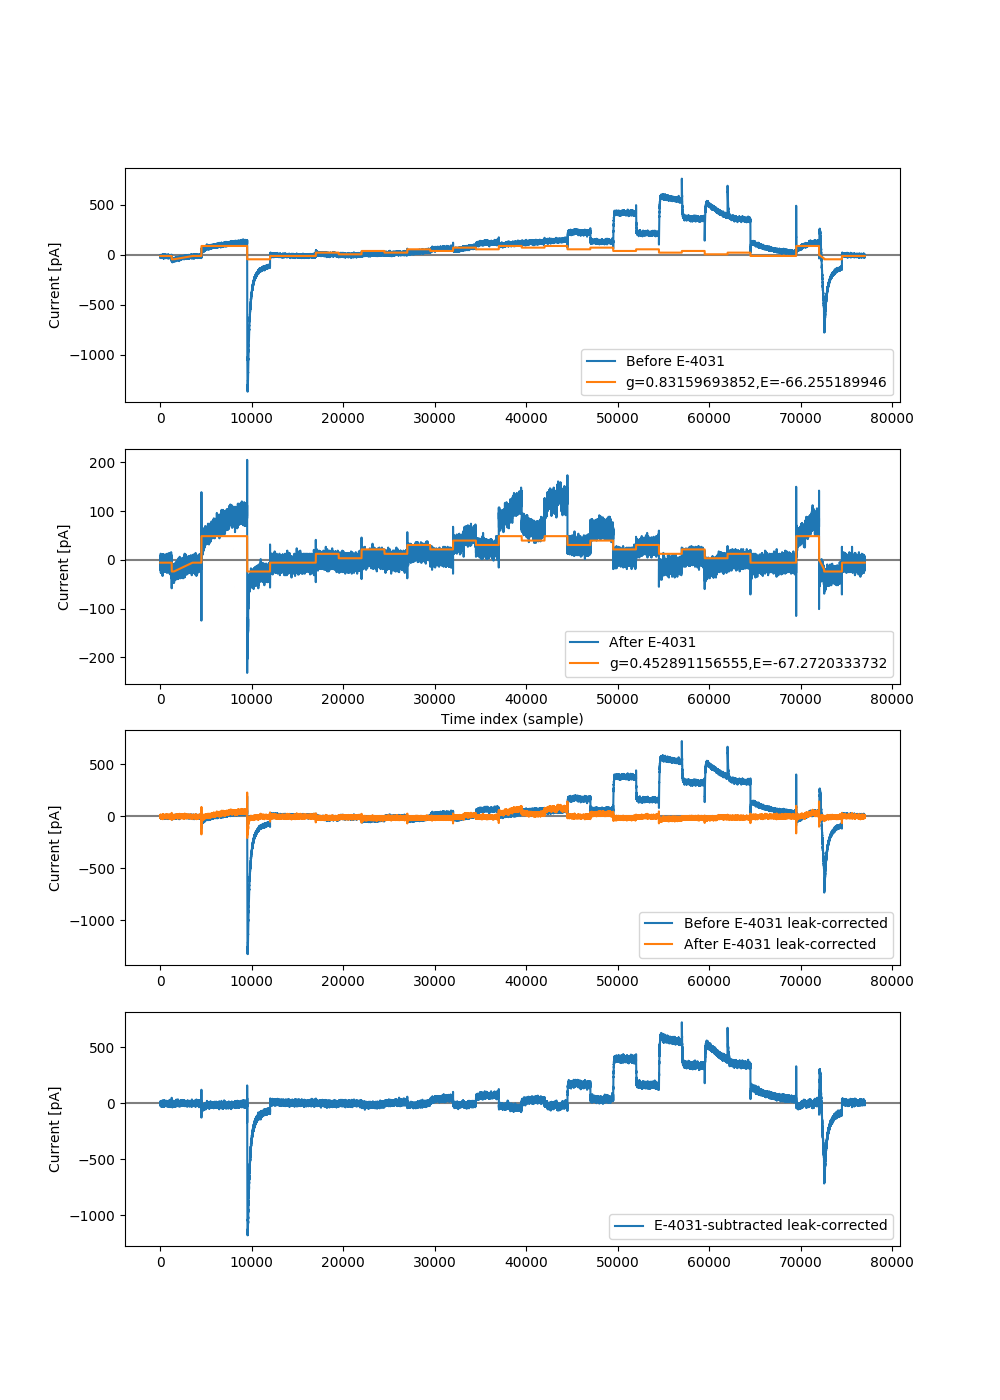 500
0
−500
−1000
Current [pA]
Before E-4031
g=0.83159693852,E=-66.255189946
0 10000 20000 30000 40000 50000 60000 70000 80000
200
100
0
−100
−200
Current [pA]
After E-4031
g=0.452891156555,E=-67.2720333732
0 10000 20000 30000 40000 50000 60000 70000 80000
Time index (sample)
500
0
−500
−1000
Current [pA]
Before E-4031 leak-corrected
After E-4031 leak-corrected
0 10000 20000 30000 40000 50000 60000 70000 80000
500
0
−500
−1000
Current [pA]
E-4031-subtracted leak-corrected
0 10000 20000 30000 40000 50000 60000 70000 80000